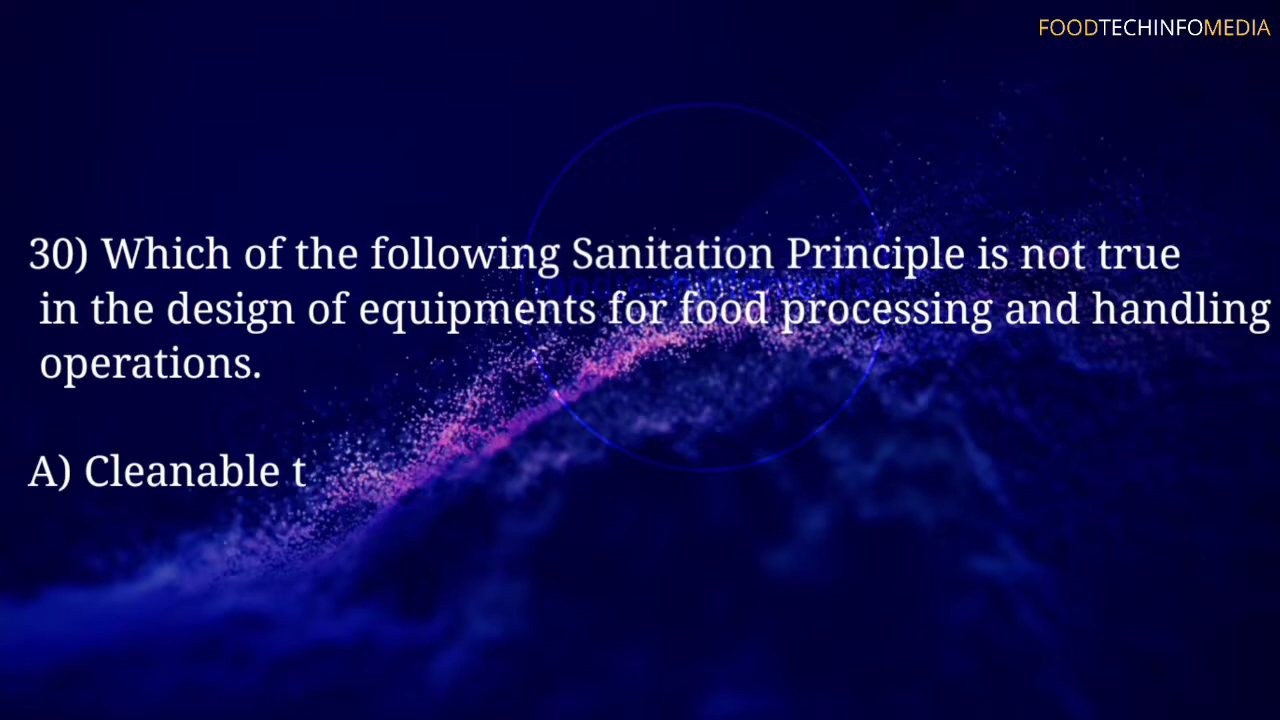 FOODTECHINFOMEDIA
30) Which of the following Sanitation Principle is not true
in the design of equipments for food processing and handling
operations.
A) Cleanable t